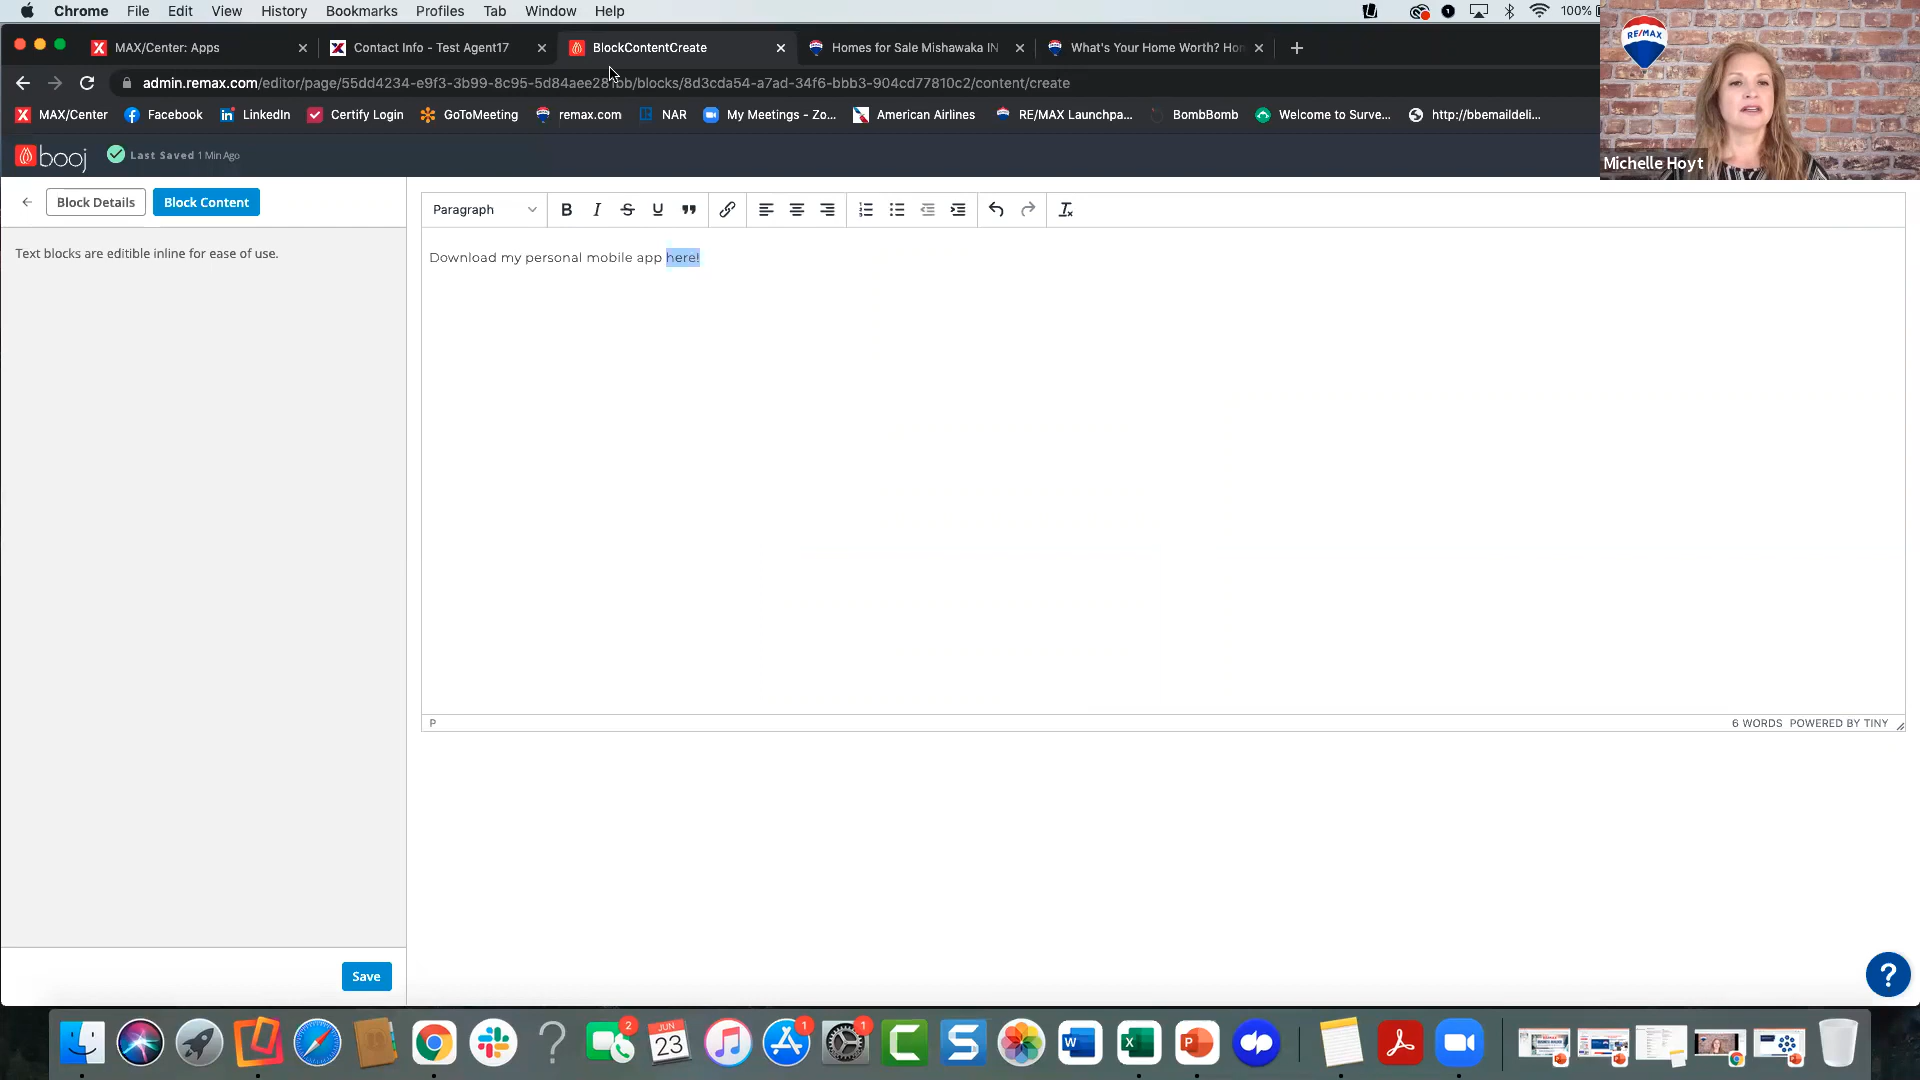 Chrome File Edit View History Bookmarks Profiles Tab Window Help 100%
MAX/Center: Apps
Contact Info - Test Agent17
BlockContentCreate
Homes for Sale Mishawaka IN
What's Your Home Worth?
admin.remax.com/editor/page/55dd4234-e9f3-3b99-8c95-5d84aee281bb/blocks/8d3cda54-a7ad-34f6-bbb3-904cd77810c2/content/create
MAX/Center Facebook LinkedIn Certify Login GoToMeeting remax.com NAR My Meetings - Zo... American Airlines RE/MAX Launchpa... BombBomb Welcome to Surve... http://bbemaildeli...
RE/MAX
Michelle Hoyt
booj Last Saved 1 Min Ago
Block Details Block Content
Text blocks are editible inline for ease of use.
Paragraph B I S U
Download my personal mobile app here!
P 6 WORDS POWERED BY TINY
Save
?
2
JUN
23
1
1